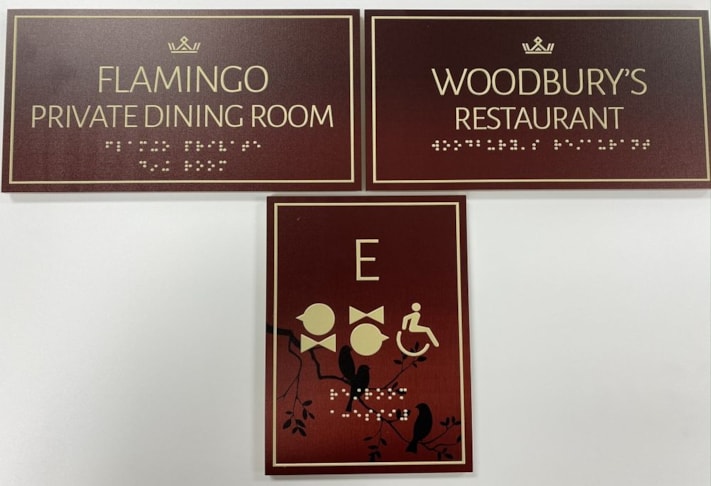 FLAMINGO
PRIVATE DINING ROOM
WOODBURY'S
RESTAURANT
E